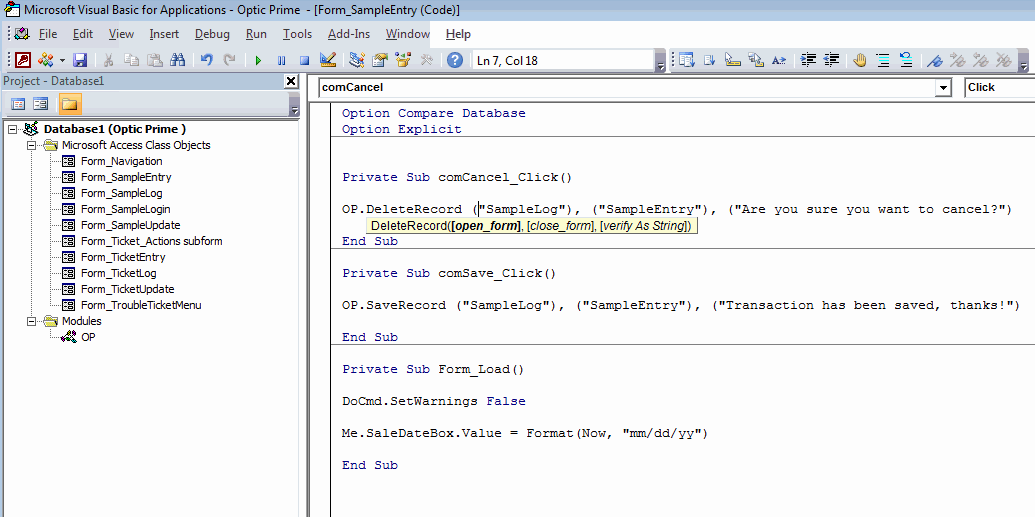 Microsoft Visual Basic for Applications - Optic Prime - [Form_SampleEntry (Code)]
File Edit View Insert Debug Run Tools Add-Ins Window Help
Ln 7, Col 18
Project - Database1
comCancel
Click
Database1 (Optic Prime )
Microsoft Access Class Objects
Form_Navigation
Form_SampleEntry
Form_SampleLog
Form_SampleLogin
Form_SampleUpdate
Form_Ticket_Actions subform
Form_TicketEntry
Form_TicketLog
Form_TicketUpdate
Form_TroubleTicketMenu
Modules
OP
Option Compare Database
Option Explicit
Private Sub comCancel_Click()
OP.DeleteRecord ("SampleLog"), ("SampleEntry"), ("Are you sure you want to cancel?")
DeleteRecord([open_form], [close_form], [verify As String])
End Sub
Private Sub comSave_Click()
OP.SaveRecord ("SampleLog"), ("SampleEntry"), ("Transaction has been saved, thanks!")
End Sub
Private Sub Form_Load()
DoCmd.SetWarnings False
Me.SaleDateBox.Value = Format(Now, "mm/dd/yy")
End Sub